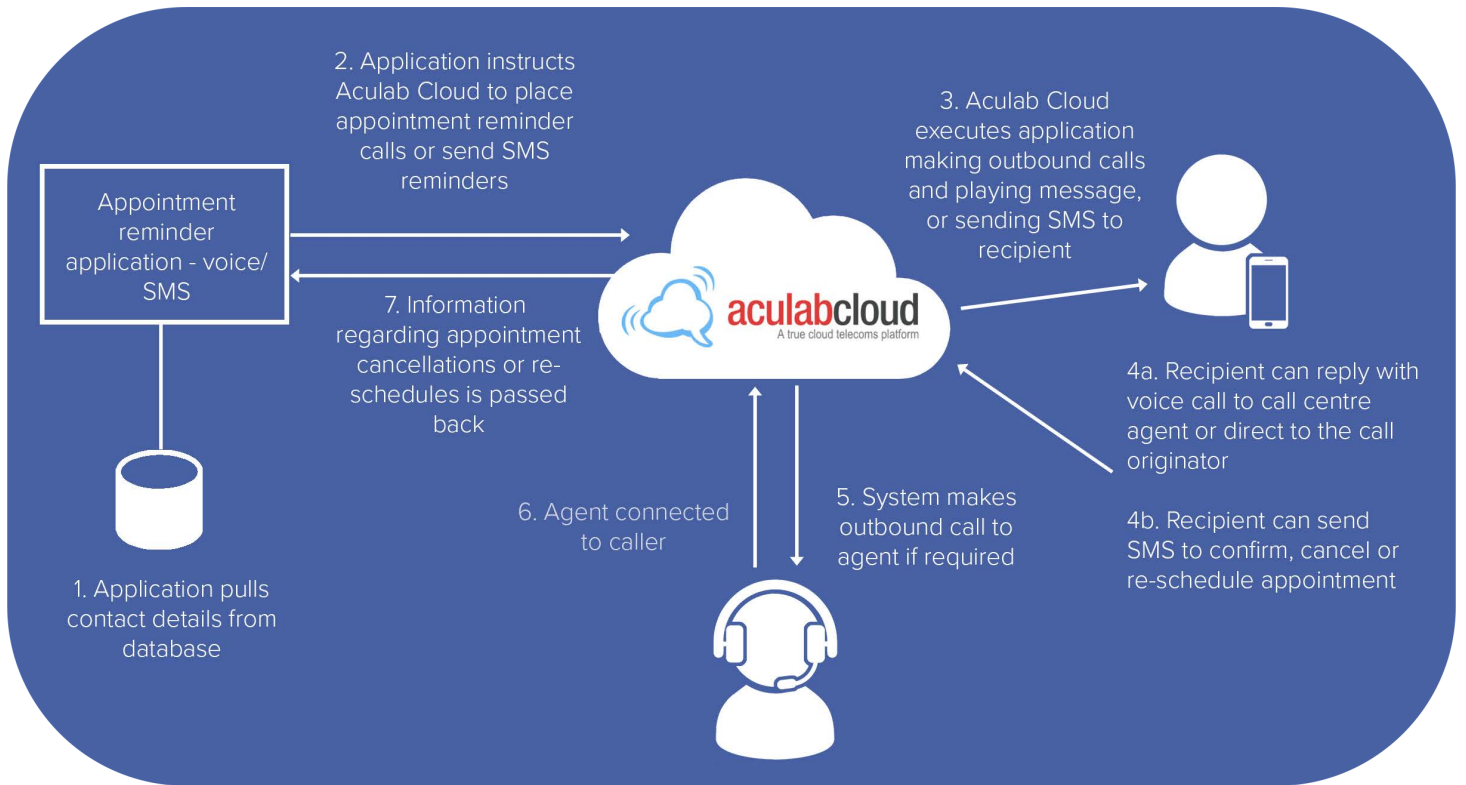 2. Application instructs
Aculab Cloud to place
appointment reminder
calls or send SMS
reminders
3. Aculab Cloud
executes application
making outbound calls
and playing message,
or sending SMS to
recipient
Appointment
reminder
application - voice/
SMS
7. Information
regarding appointment
cancellations or re-
schedules is passed
back
aculabcloud
A true cloud telecoms platform
4a. Recipient can reply with
voice call to call centre
agent or direct to the call
originator
4b. Recipient can send
SMS to confirm, cancel or
re-schedule appointment
5. System makes
outbound call to
agent if required
6. Agent connected
to caller
1. Application pulls
contact details from
database